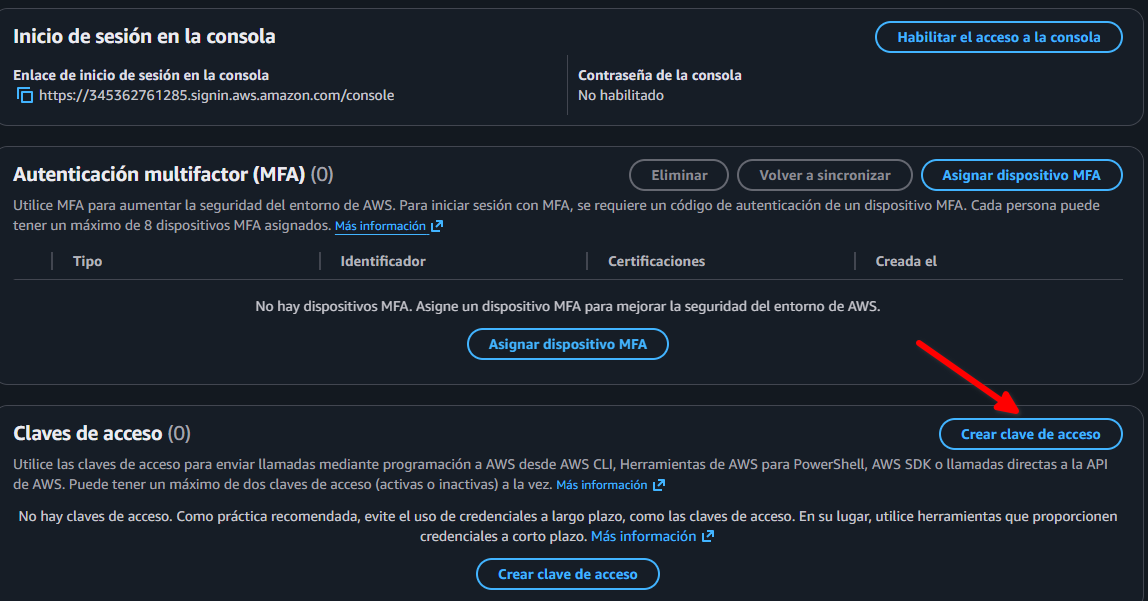 Inicio de sesión en la consola
Habilitar el acceso a la consola
Enlace de inicio de sesión en la consola
https://345362761285.signin.aws.amazon.com/console
Contraseña de la consola
No habilitado
Autenticación multifactor (MFA) (0)
Eliminar
Volver a sincronizar
Asignar dispositivo MFA
Utilice MFA para aumentar la seguridad del entorno de AWS. Para iniciar sesión con MFA, se requiere un código de autenticación de un dispositivo MFA. Cada persona puede
tener un máximo de 8 dispositivos MFA asignados. Más información
Tipo
Identificador
Certificaciones
Creada el
No hay dispositivos MFA. Asigne un dispositivo MFA para mejorar la seguridad del entorno de AWS.
Asignar dispositivo MFA
Claves de acceso (0)
Crear clave de acceso
Utilice las claves de acceso para enviar llamadas mediante programación a AWS desde AWS CLI, Herramientas de AWS para PowerShell, AWS SDK o llamadas directas a la API
de AWS. Puede tener un máximo de dos claves de acceso (activas o inactivas) a la vez. Más información
No hay claves de acceso. Como práctica recomendada, evite el uso de credenciales a largo plazo, como las claves de acceso. En su lugar, utilice herramientas que proporcionen
credenciales a corto plazo. Más información
Crear clave de acceso